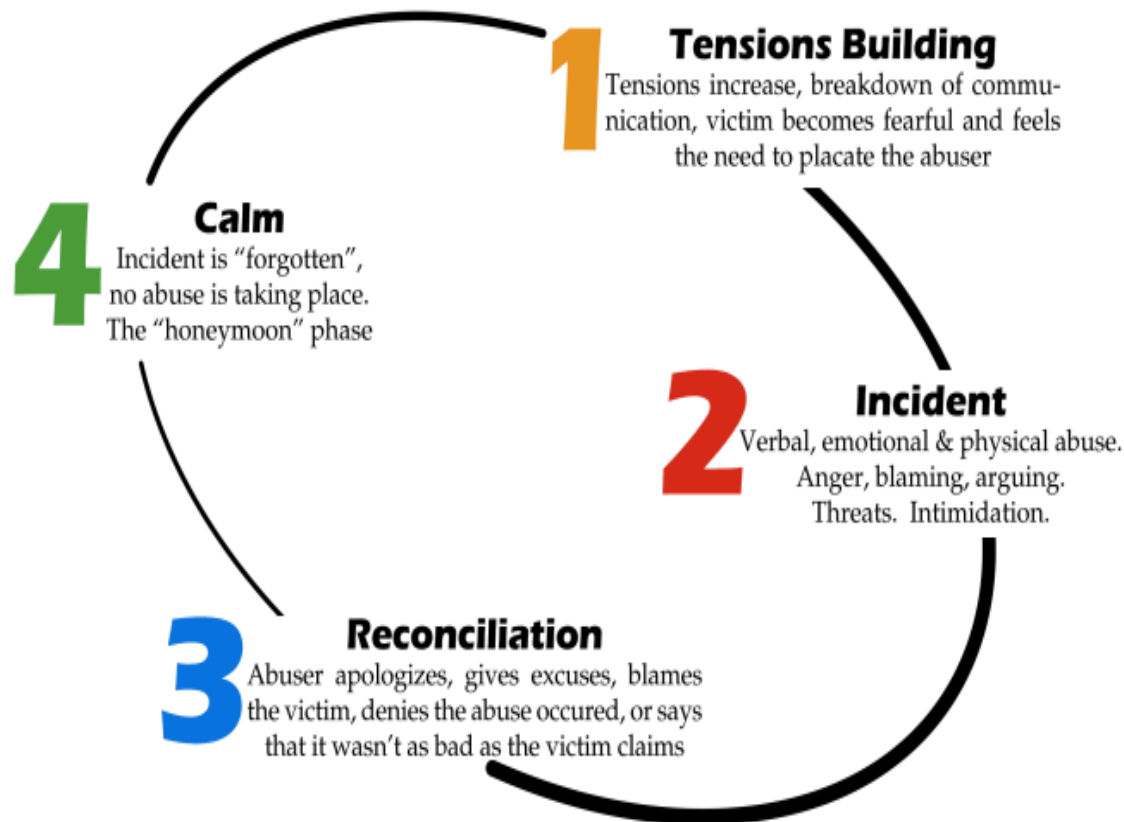 1
Tensions Building
Tensions increase, breakdown of commu-
nication, victim becomes fearful and feels
the need to placate the abuser
2
Incident
Verbal, emotional & physical abuse.
Anger, blaming, arguing.
Threats.  Intimidation.
3
Reconciliation
Abuser apologizes, gives excuses, blames
the victim, denies the abuse occured, or says
that it wasn’t as bad as the victim claims
4
Calm
Incident is “forgotten”,
no abuse is taking place.
The “honeymoon” phase